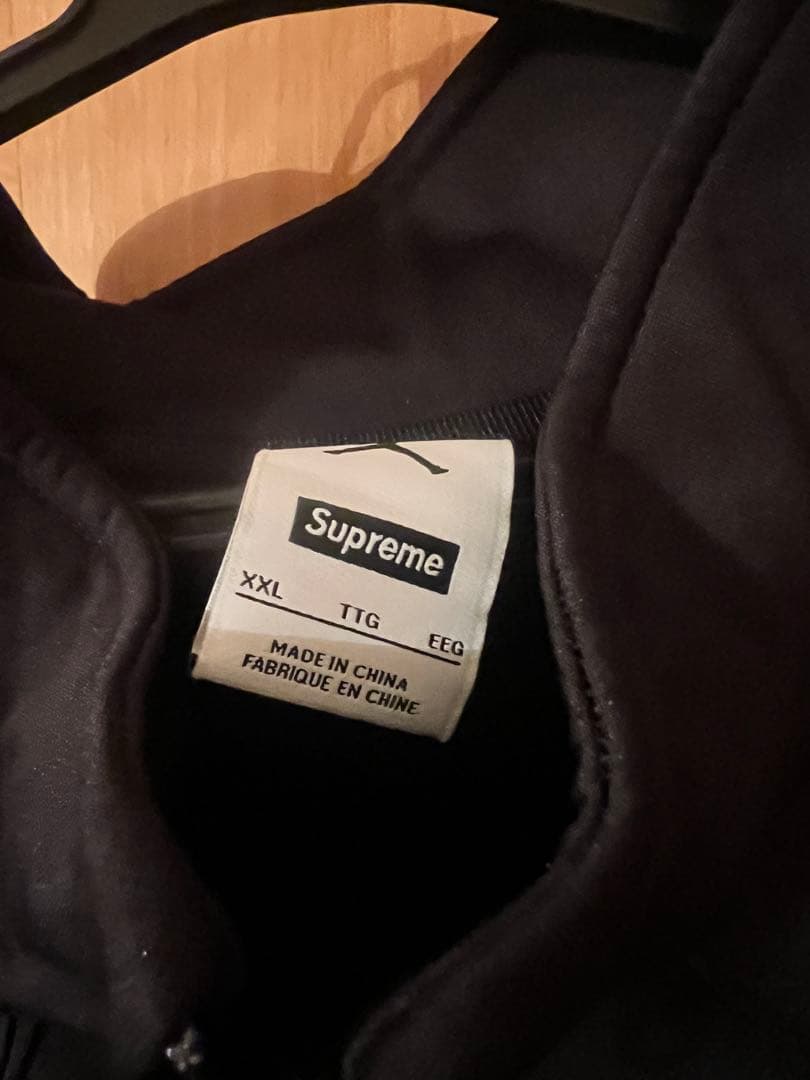 Supreme
XXL TTG EEG
MADE IN CHINA
FABRIQUE EN CHINE